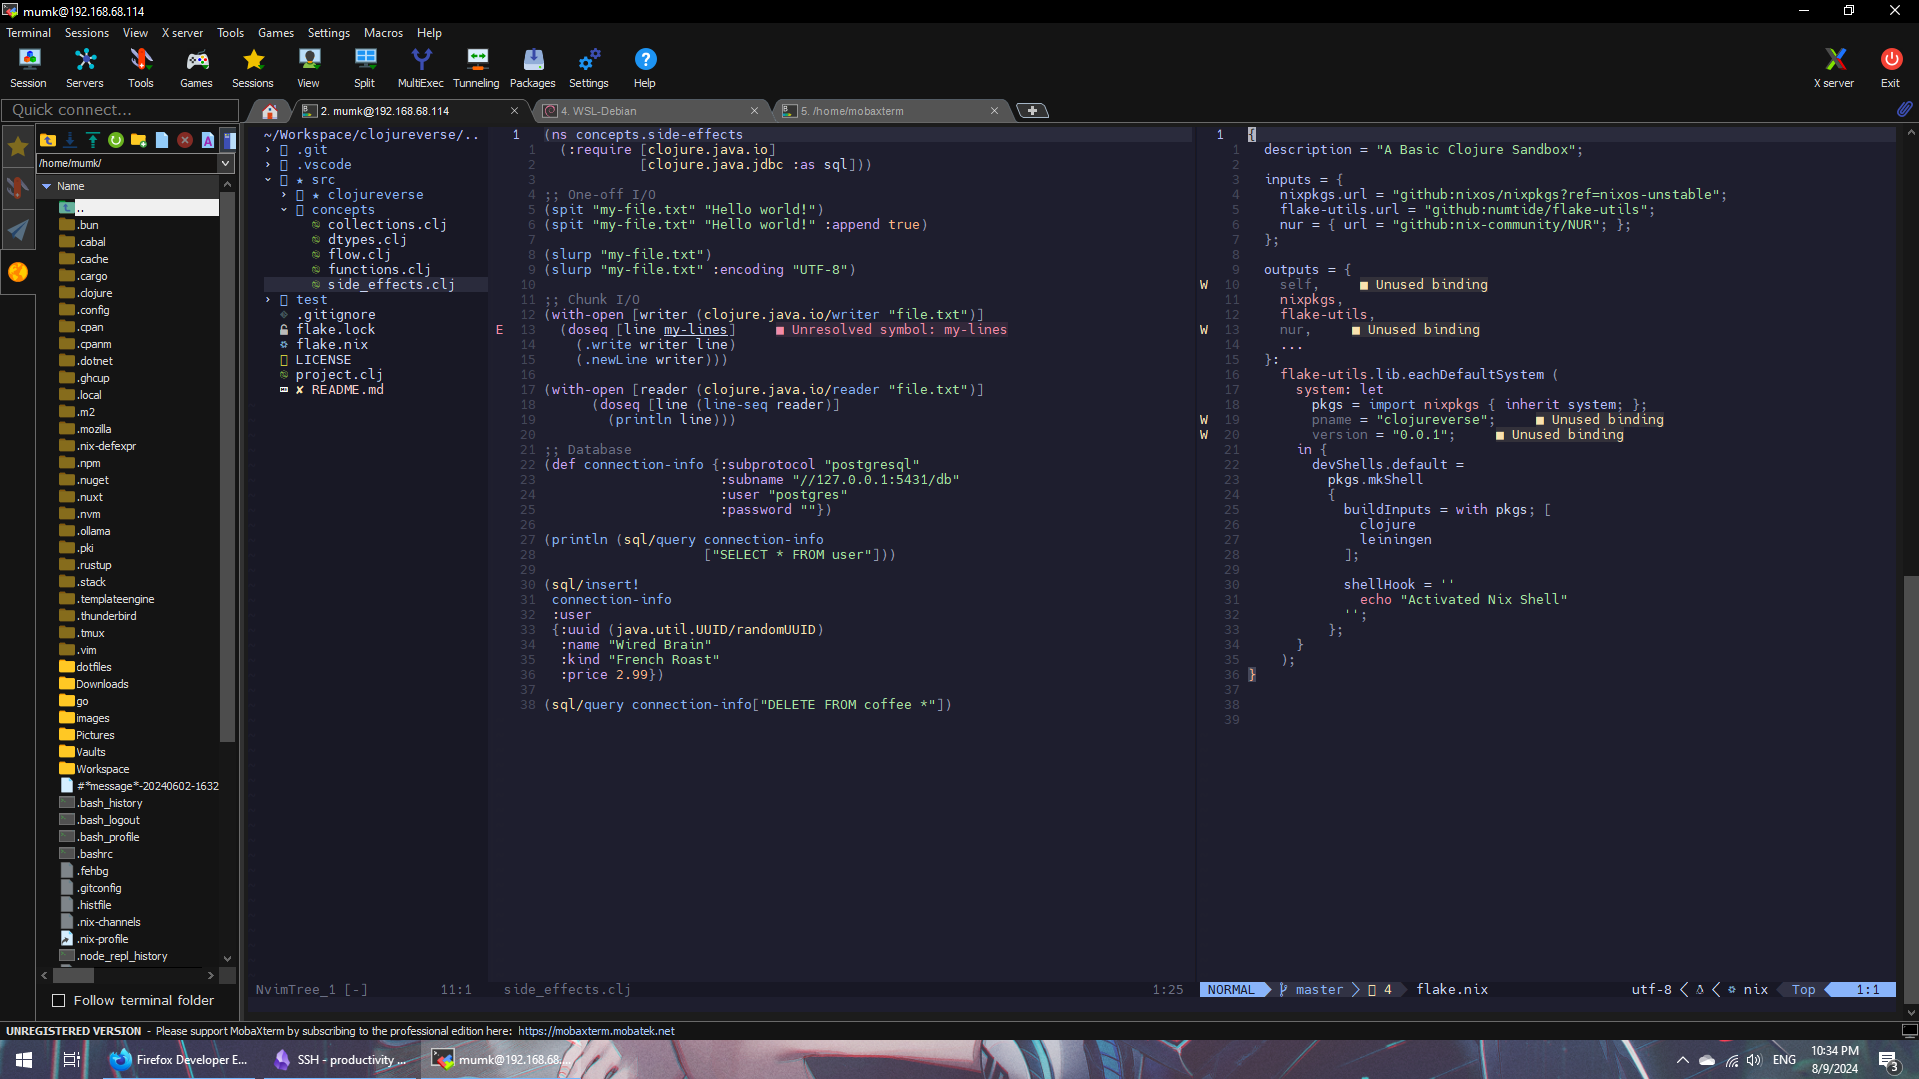 mumk@192.168.68.114
Terminal Sessions View X server Tools Games Settings Macros Help
Session Servers Tools Games Sessions View Split MultiExec Tunneling Packages Settings Help X server Exit
Quick connect...
2. mumk@192.168.68.114 4. WSL-Debian 5. /home/mobaxterm
/home/mumk/
Name
..
.bun
.cabal
.cache
.cargo
.clojure
.config
.cpan
.cpanm
.dotnet
.ghcup
.local
.m2
.mozilla
.nix-defexpr
.npm
.nuget
.nuxt
.nvm
.ollama
.pki
.rustup
.stack
.templateengine
.thunderbird
.tmux
.vim
dotfiles
Downloads
go
images
Pictures
Vaults
Workspace
#*message*-20240602-1632
.bash_history
.bash_logout
.bash_profile
.bashrc
.fehbg
.gitconfig
.histfile
.nix-channels
.nix-profile
.node_repl_history
Follow terminal folder
~/Workspace/clojureverse/..
.git
.vscode
src
clojureverse
concepts
collections.clj
dtypes.clj
flow.clj
functions.clj
side_effects.clj
test
.gitignore
flake.lock
flake.nix
LICENSE
project.clj
README.md
NvimTree_1 [-] 11:1
1 (ns concepts.side-effects
1 (:require [clojure.java.io]
2 [clojure.java.jdbc :as sql]))
3
4 ;; One-off I/O
5 (spit "my-file.txt" "Hello world!")
6 (spit "my-file.txt" "Hello world!" :append true)
7
8 (slurp "my-file.txt")
9 (slurp "my-file.txt" :encoding "UTF-8")
10
11 ;; Chunk I/O
12 (with-open [writer (clojure.java.io/writer "file.txt")]
E 13 (doseq [line my-lines] ■ Unresolved symbol: my-lines
14 (.write writer line)
15 (.newLine writer)))
16
17 (with-open [reader (clojure.java.io/reader "file.txt")]
18 (doseq [line (line-seq reader)]
19 (println line)))
20
21 ;; Database
22 (def connection-info {:subprotocol "postgresql"
23 :subname "//127.0.0.1:5431/db"
24 :user "postgres"
25 :password ""})
26
27 (println (sql/query connection-info
28 ["SELECT * FROM user"]))
29
30 (sql/insert!
31 connection-info
32 :user
33 {:uuid (java.util.UUID/randomUUID)
34 :name "Wired Brain"
35 :kind "French Roast"
36 :price 2.99})
37
38 (sql/query connection-info["DELETE FROM coffee *"])
side_effects.clj 1:25
1 {
1 description = "A Basic Clojure Sandbox";
2
3 inputs = {
4 nixpkgs.url = "github:nixos/nixpkgs?ref=nixos-unstable";
5 flake-utils.url = "github:numtide/flake-utils";
6 nur = { url = "github:nix-community/NUR"; };
7 };
8
9 outputs = {
W 10 self, ■ Unused binding
11 nixpkgs,
12 flake-utils,
W 13 nur, ■ Unused binding
14 ...
15 }:
16 flake-utils.lib.eachDefaultSystem (
17 system: let
18 pkgs = import nixpkgs { inherit system; };
W 19 pname = "clojureverse"; ■ Unused binding
W 20 version = "0.0.1"; ■ Unused binding
21 in {
22 devShells.default =
23 pkgs.mkShell
24 {
25 buildInputs = with pkgs; [
26 clojure
27 leiningen
28 ];
29
30 shellHook = ''
31 echo "Activated Nix Shell"
32 '';
33 };
34 }
35 );
36 }
37
38
39
NORMAL master 4 flake.nix utf-8 nix Top 1:1
UNREGISTERED VERSION - Please support MobaXterm by subscribing to the professional edition here: https://mobaxterm.mobatek.net
Firefox Developer E... SSH - productivity ... mumk@192.168.68.... ENG 10:34 PM
8/9/2024 3